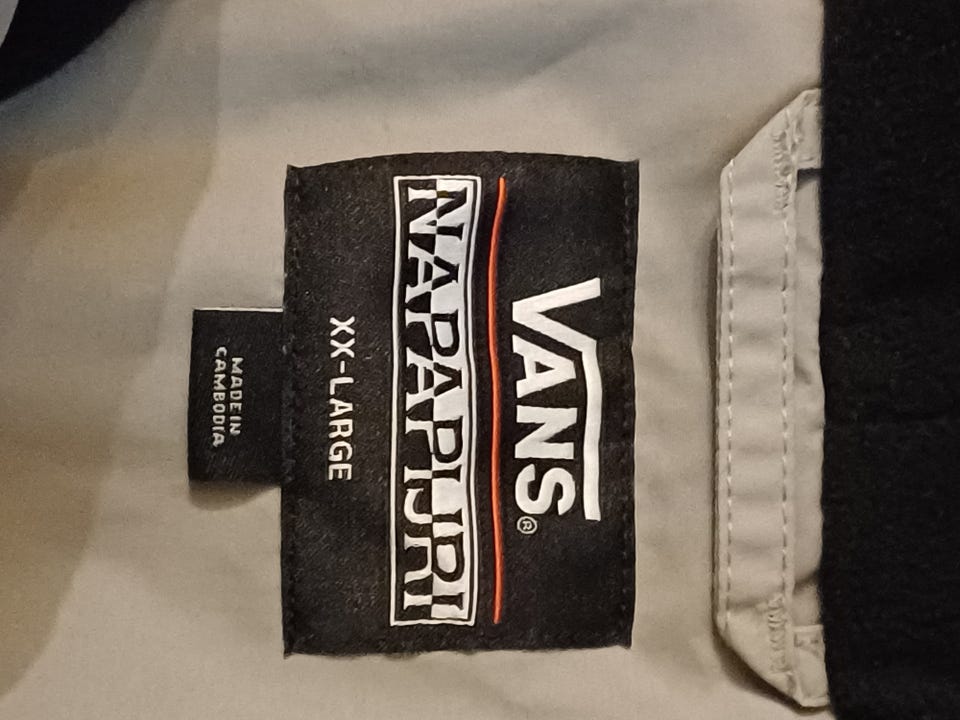 VANS®
NAPAPIJRI
XX-LARGE
MADE IN
CAMBODIA